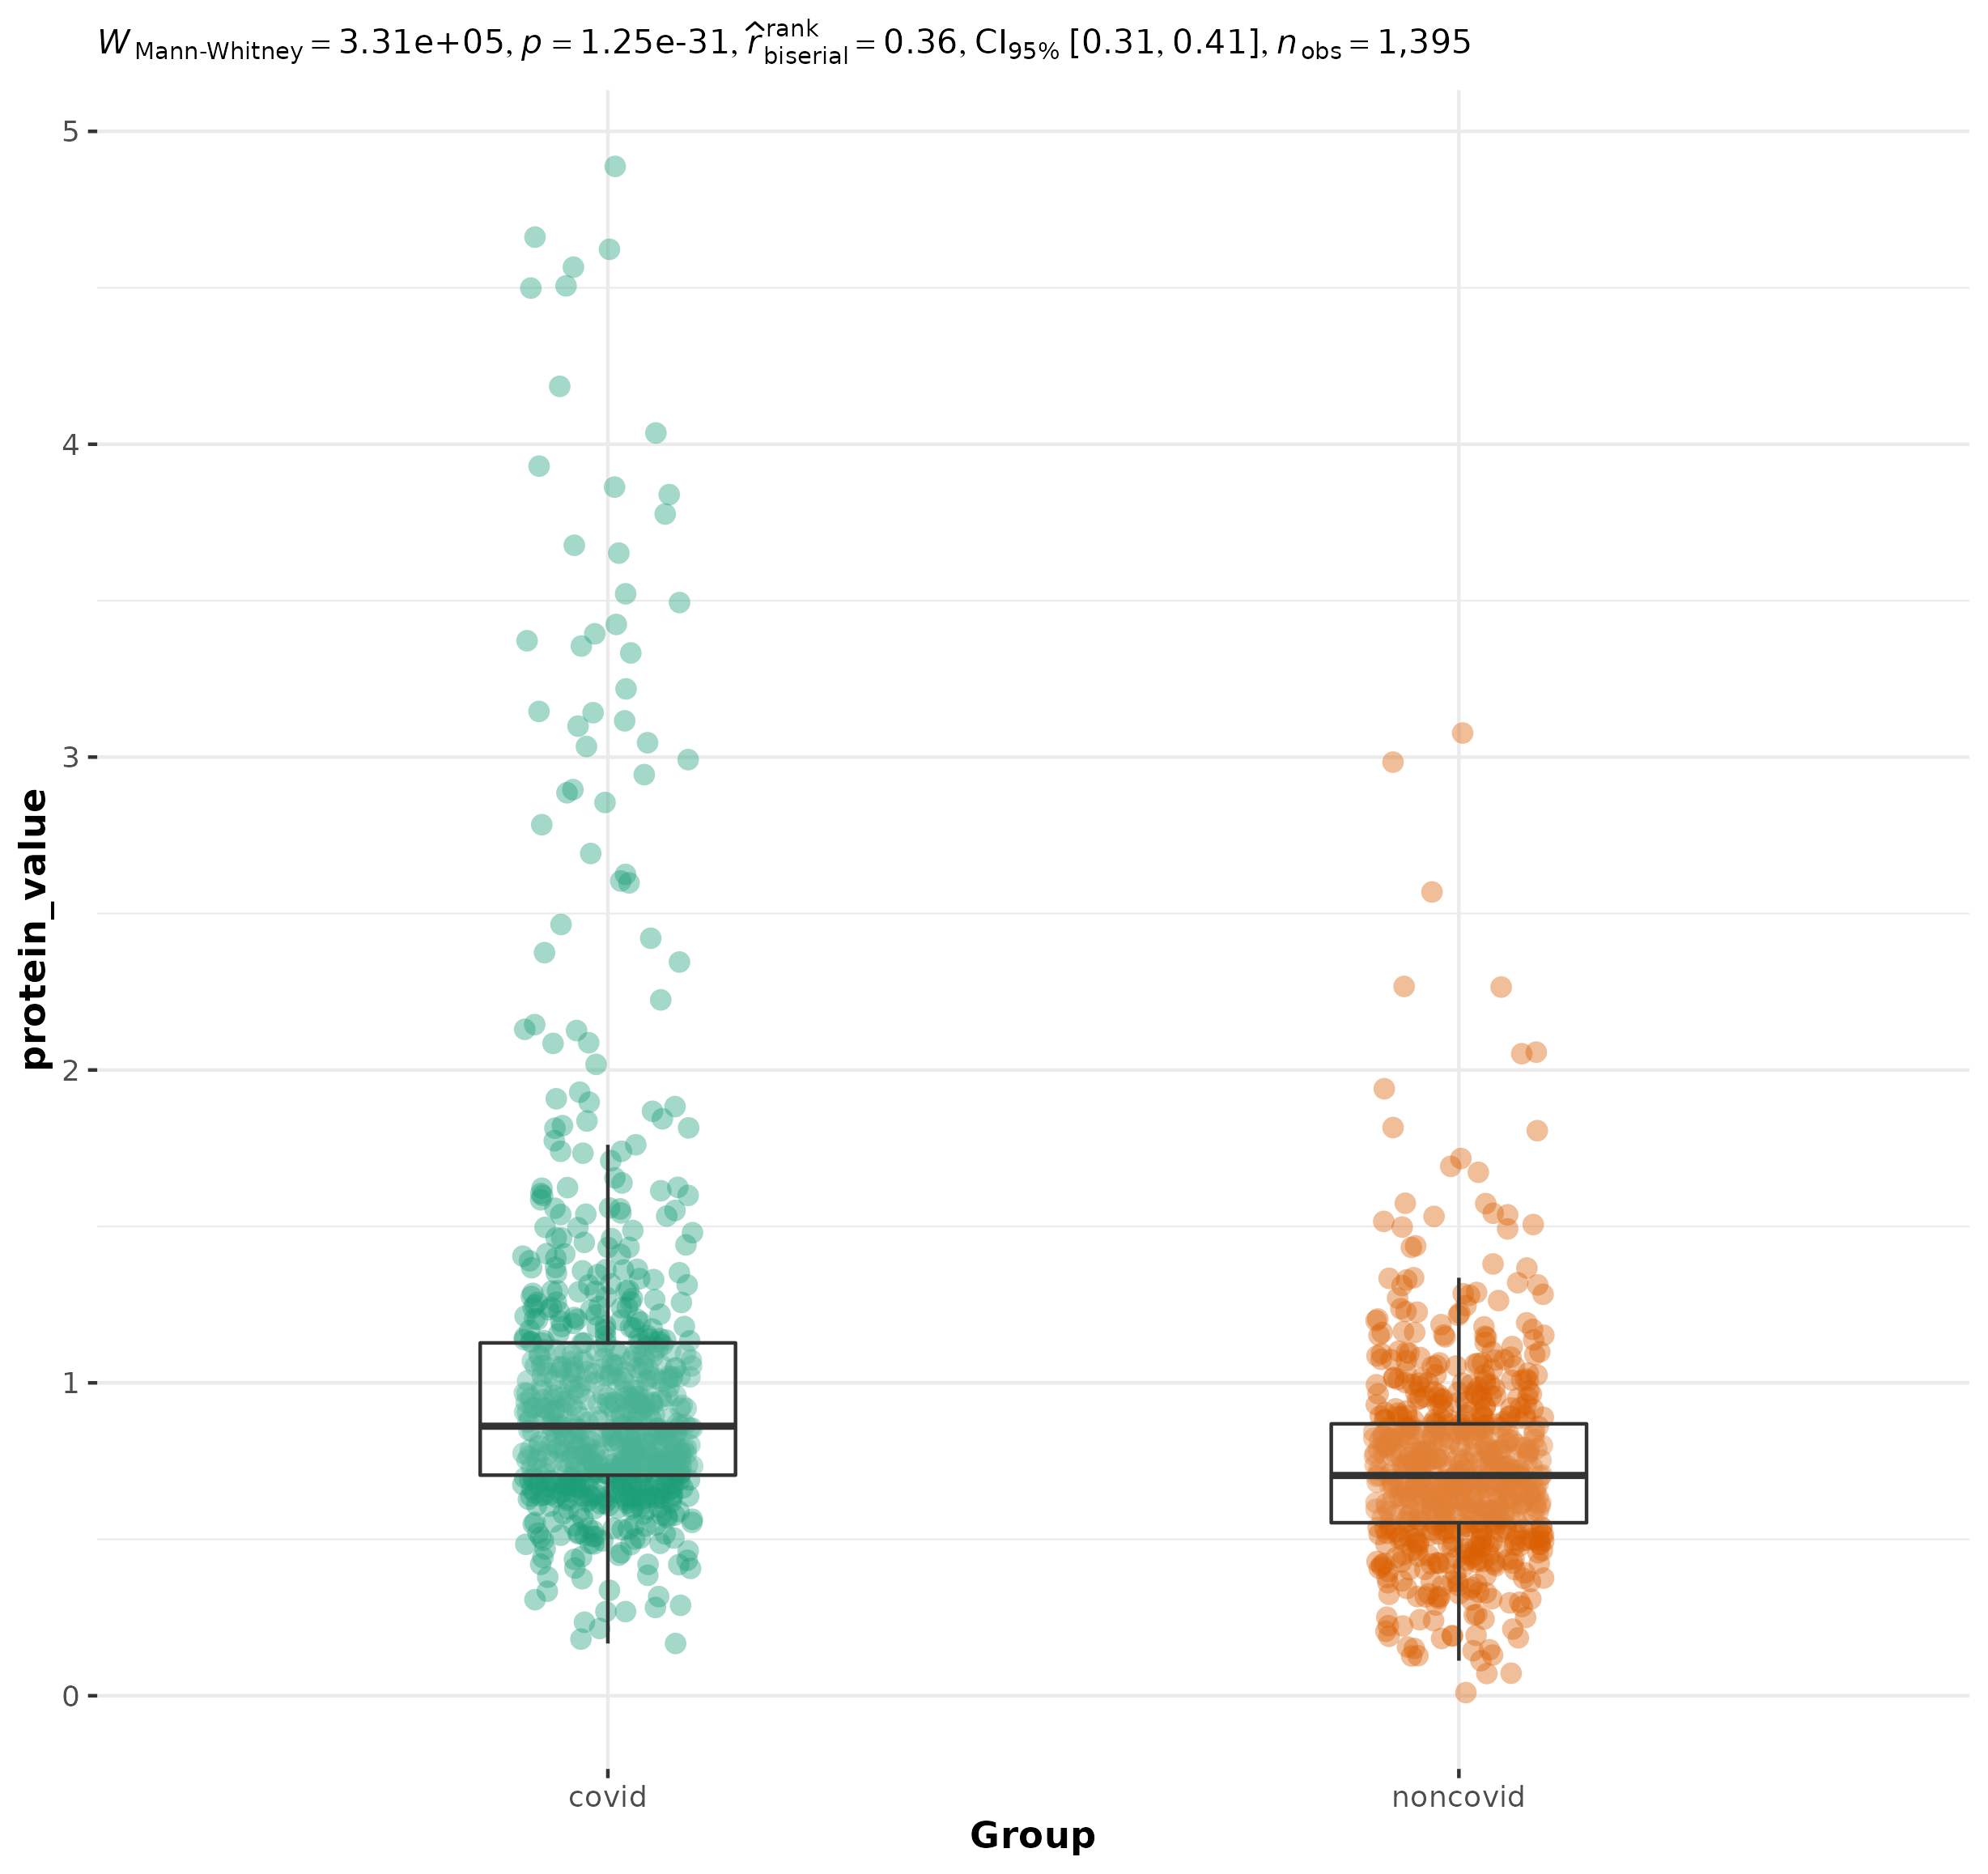 W Mann-Whitney = 3.31e+05, p = 1.25e-31, r̂ rank biserial = 0.36, CI95% [0.31, 0.41], n obs = 1,395
5
4
3
2
1
0
protein_value
covid
noncovid
Group